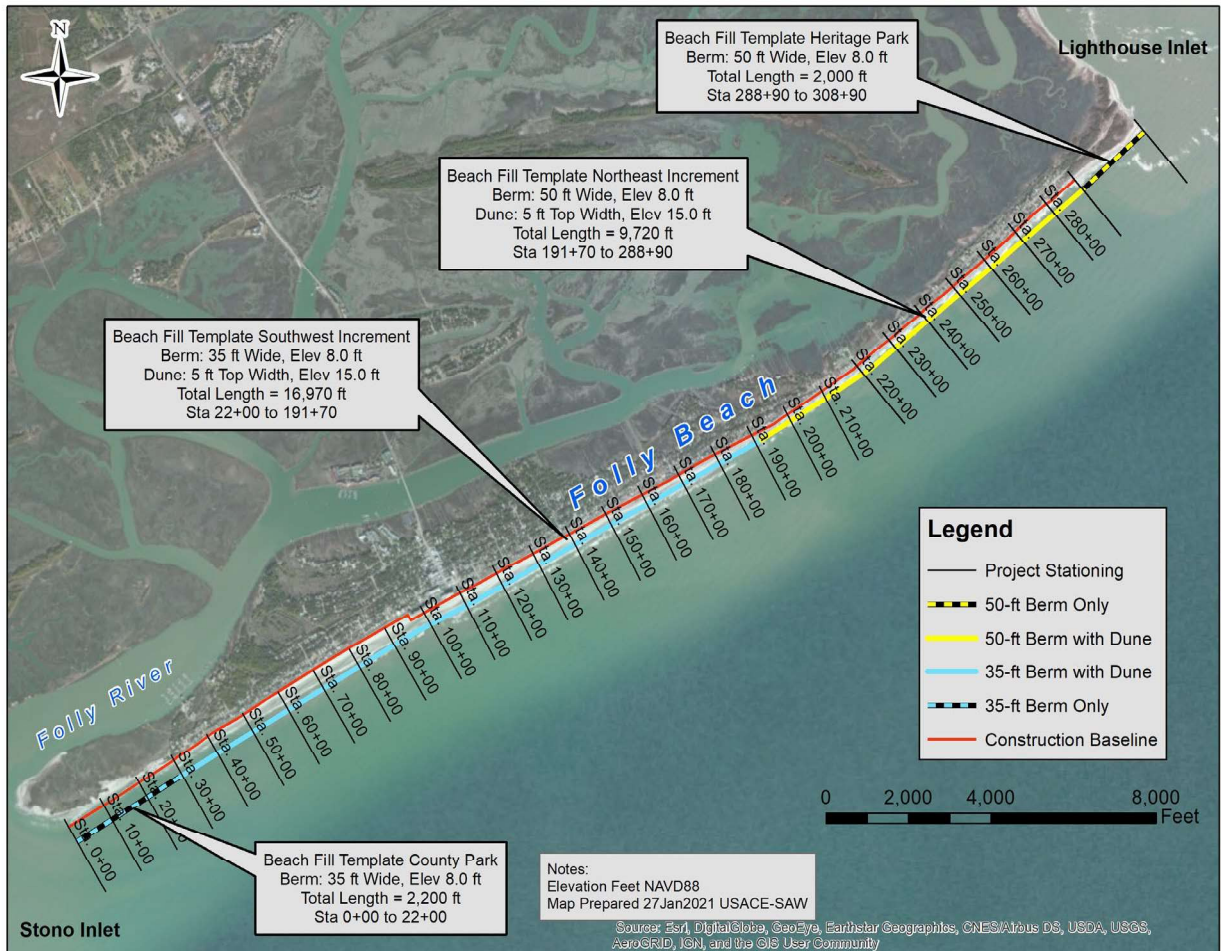 Lighthouse Inlet
Beach Fill Template Heritage Park
Berm: 50 ft Wide, Elev 8.0 ft
Total Length = 2,000 ft
Sta 288+90 to 308+90
Beach Fill Template Northeast Increment
Berm: 50 ft Wide, Elev 8.0 ft
Dune: 5 ft Top Width, Elev 15.0 ft
Total Length = 9,720 ft
Sta 191+70 to 288+90
Beach Fill Template Southwest Increment
Berm: 35 ft Wide, Elev 8.0 ft
Dune: 5 ft Top Width, Elev 15.0 ft
Total Length = 16,970 ft
Sta 22+00 to 191+70
Folly Beach
Folly River
Sta. 0+00
Sta. 10+00
Sta. 20+00
Sta. 30+00
Sta. 40+00
Sta. 50+00
Sta. 60+00
Sta. 70+00
Sta. 80+00
Sta. 90+00
Sta. 100+00
Sta. 110+00
Sta. 120+00
Sta. 130+00
Sta. 140+00
Sta. 150+00
Sta. 160+00
Sta. 170+00
Sta. 180+00
Sta. 190+00
Sta. 200+00
Sta. 210+00
Sta. 220+00
Sta. 230+00
Sta. 240+00
Sta. 250+00
Sta. 260+00
Sta. 270+00
Sta. 280+00
Legend
Project Stationing
50-ft Berm Only
50-ft Berm with Dune
35-ft Berm with Dune
35-ft Berm Only
Construction Baseline
0 2,000 4,000 8,000
Feet
Beach Fill Template County Park
Berm: 35 ft Wide, Elev 8.0 ft
Total Length = 2,200 ft
Sta 0+00 to 22+00
Notes:
Elevation Feet NAVD88
Map Prepared 27Jan2021 USACE-SAW
Stono Inlet
Source: Esri, DigitalGlobe, GeoEye, Earthstar Geographics, CNES/Airbus DS, USDA, USGS,
AeroGRID, IGN, and the GIS User Community